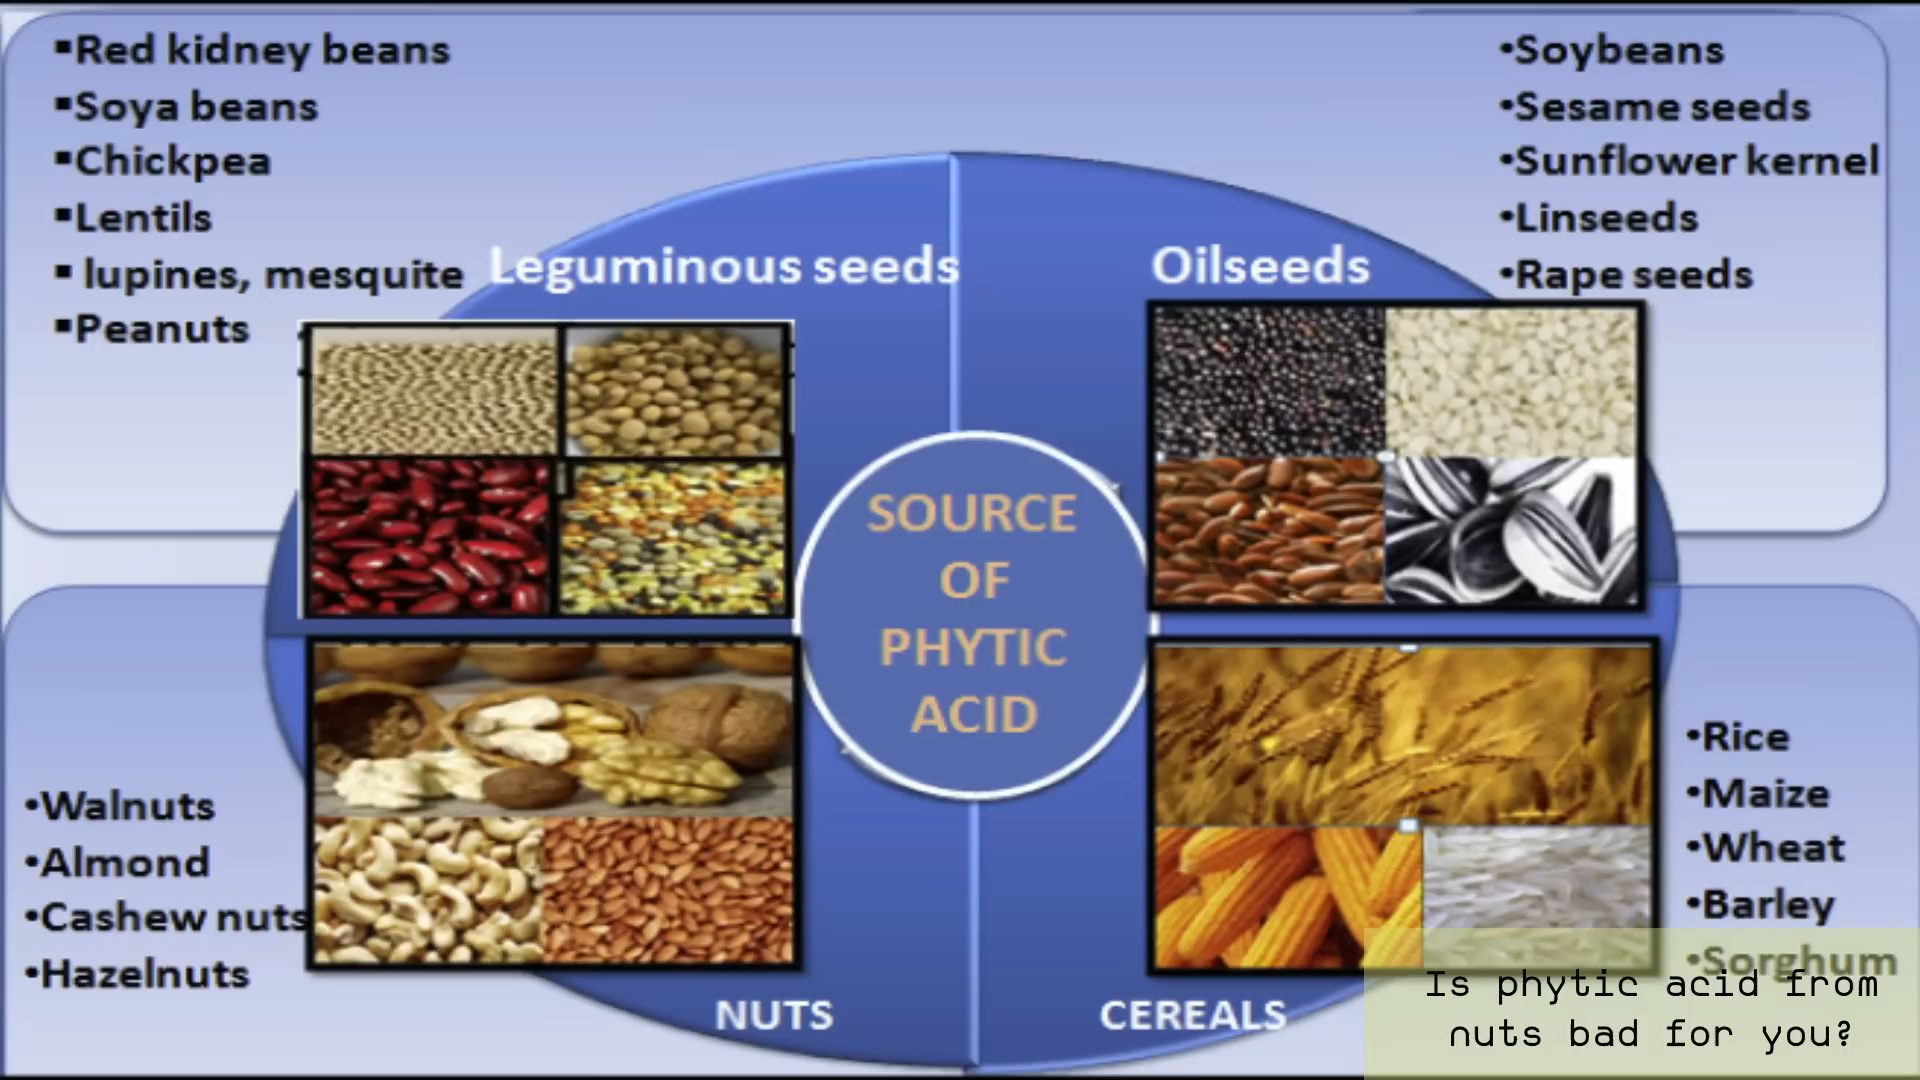 ▪Red kidney beans
▪Soya beans
▪Chickpea
▪Lentils
▪ lupines, mesquite
▪Peanuts
•Soybeans
•Sesame seeds
•Sunflower kernel
•Linseeds
•Rape seeds
Leguminous seeds
Oilseeds
SOURCE
OF
PHYTIC
ACID
•Walnuts
•Almond
•Cashew nuts
•Hazelnuts
•Rice
•Maize
•Wheat
•Barley
•Sorghum
NUTS
CEREALS
Is phytic acid from
nuts bad for you?